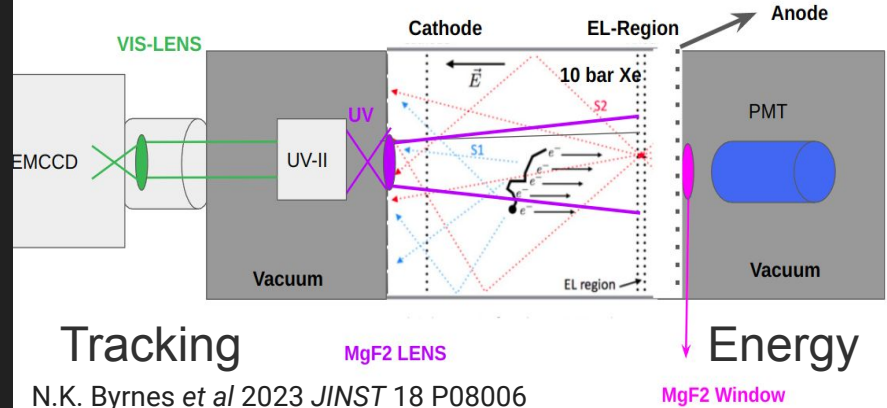 Anode
Cathode
EL-Region
VIS-LENS
E
10 bar Xe
S2
UV
PMT
S1
EMCCD
UV-II
e-
e-
e-
e-
e-
Vacuum
EL region
Vacuum
Tracking
MgF2 LENS
Energy
N.K. Byrnes et al 2023 JINST 18 P08006
MgF2 Window